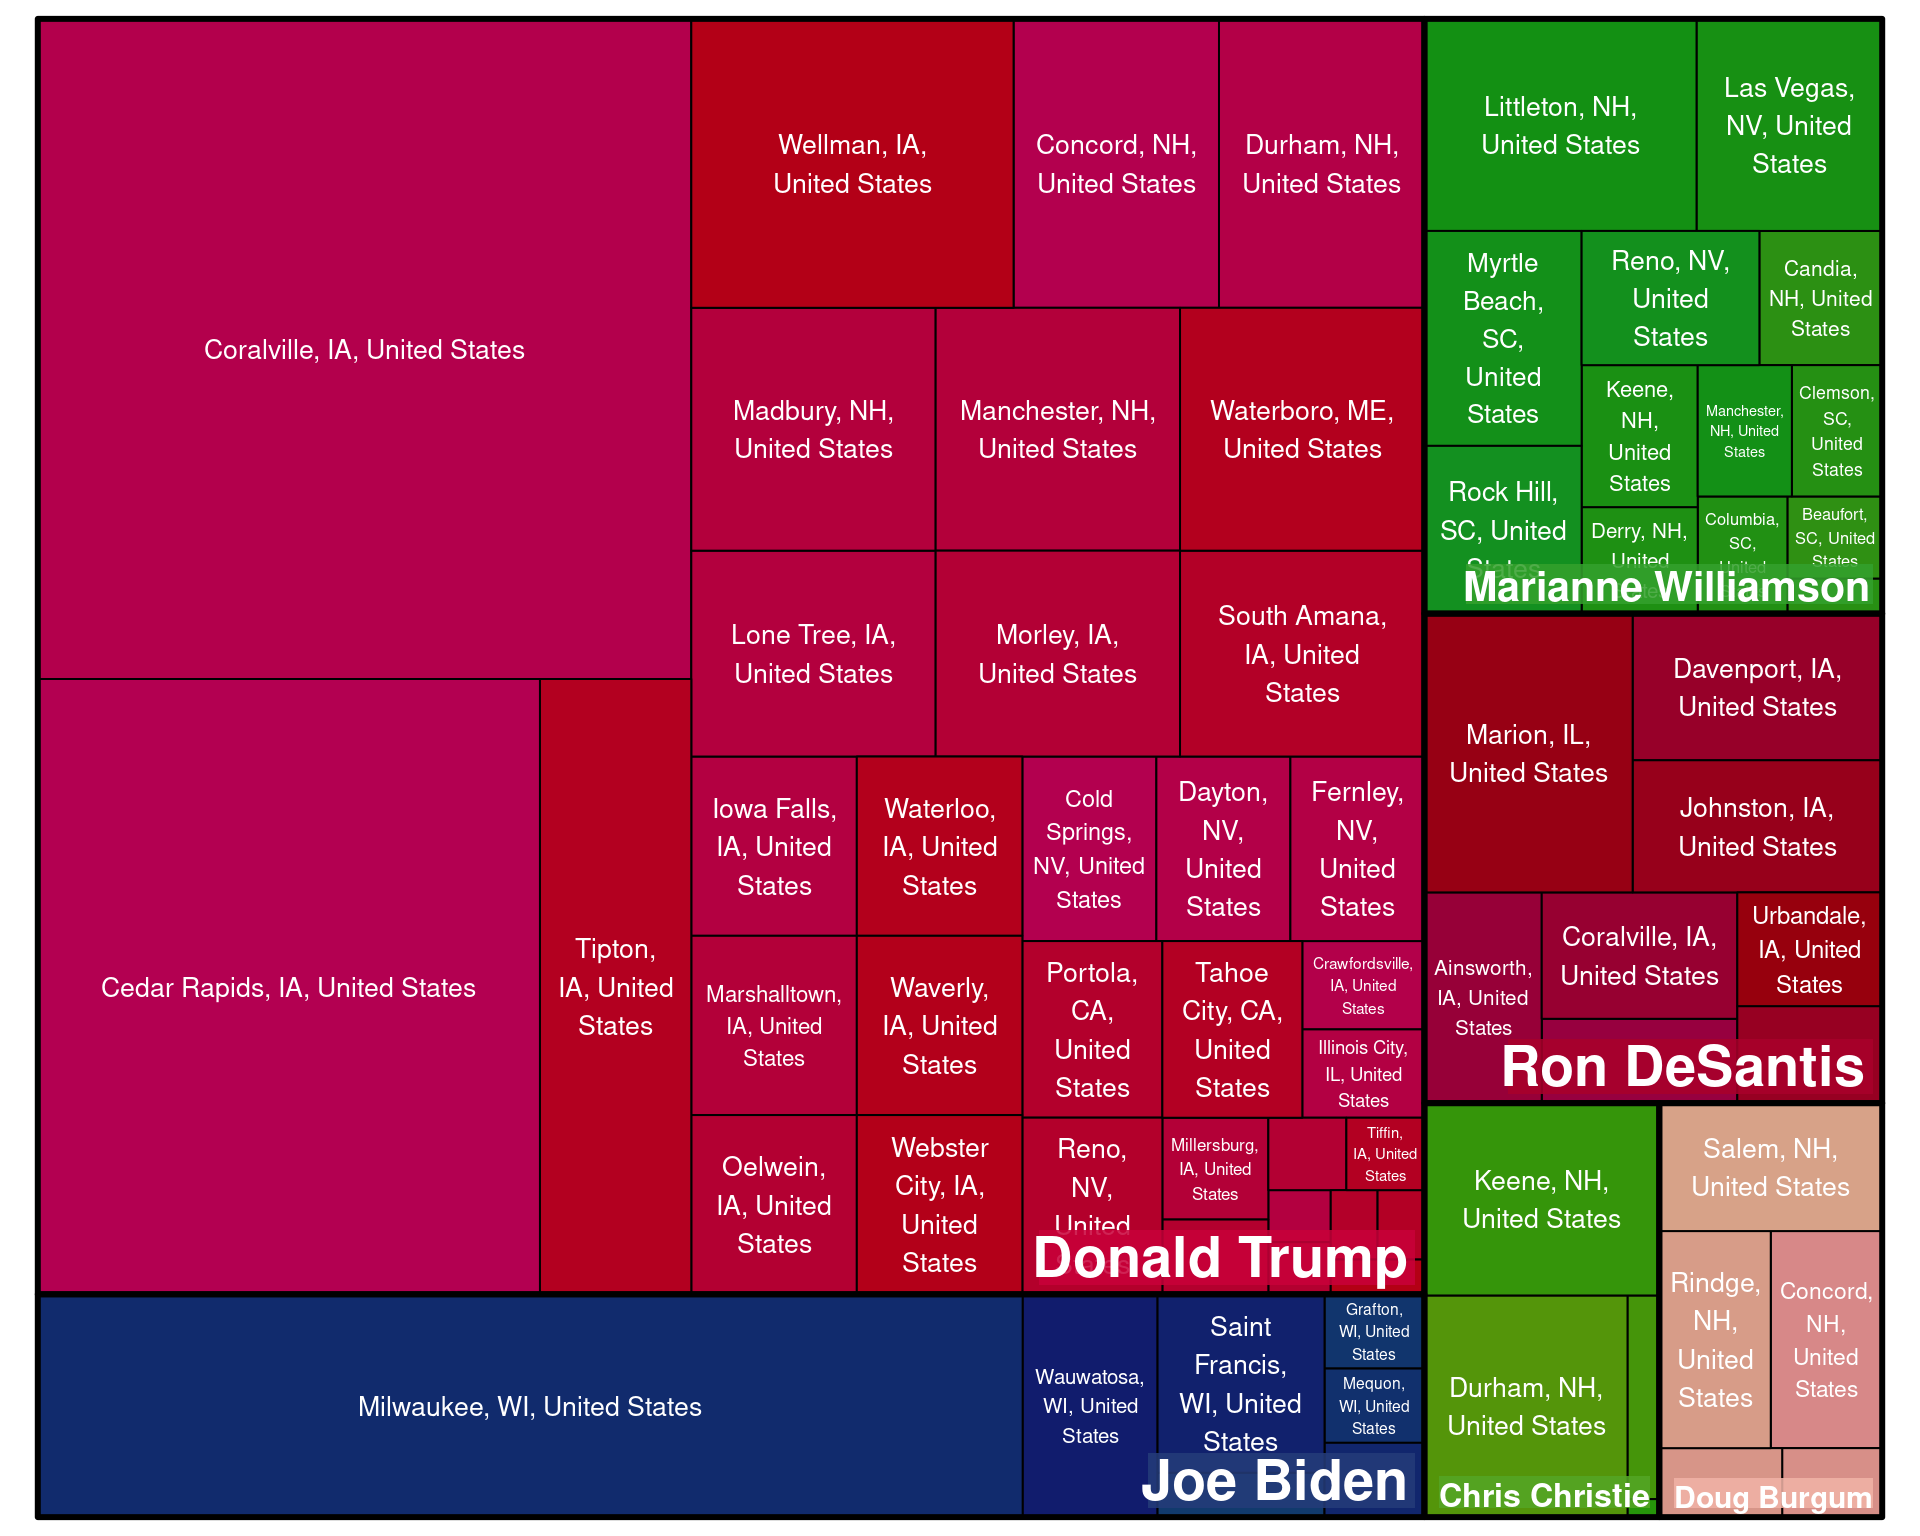 Coralville, IA, United States
Wellman, IA,
United States
Concord, NH,
United States
Durham, NH,
United States
Madbury, NH,
United States
Manchester, NH,
United States
Waterboro, ME,
United States
Lone Tree, IA,
United States
Morley, IA,
United States
South Amana,
IA, United
States
Cedar Rapids, IA, United States
Tipton,
IA, United
States
Iowa Falls,
IA, United
States
Waterloo,
IA, United
States
Marshalltown,
IA, United
States
Waverly,
IA, United
States
Oelwein,
IA, United
States
Webster
City, IA,
United
States
Cold
Springs,
NV, United
States
Dayton,
NV,
United
States
Fernley,
NV,
United
States
Portola,
CA,
United
States
Tahoe
City, CA,
United
States
Crawfordsville,
IA, United
States
Illinois City,
IL, United
States
Reno,
NV,
United
States
Millersburg,
IA, United
States
Tiffin,
IA, United
States
Donald Trump
Milwaukee, WI, United States
Wauwatosa,
WI, United
States
Saint
Francis,
WI, United
States
Grafton,
WI, United
States
Mequon,
WI, United
States
Joe Biden
Littleton, NH,
United States
Las Vegas,
NV, United
States
Myrtle
Beach,
SC,
United
States
Reno, NV,
United
States
Candia,
NH, United
States
Keene,
NH,
United
States
Manchester,
NH, United
States
Clemson,
SC,
United
States
Rock Hill,
SC, United
States
Derry, NH,
United
Columbia,
SC,
United
Beaufort,
SC, United
States
Marianne Williamson
Marion, IL,
United States
Davenport, IA,
United States
Johnston, IA,
United States
Ainsworth,
IA, United
States
Coralville, IA,
United States
Urbandale,
IA, United
States
Ron DeSantis
Keene, NH,
United States
Durham, NH,
United States
Chris Christie
Salem, NH,
United States
Rindge,
NH,
United
States
Concord,
NH,
United
States
Doug Burgum